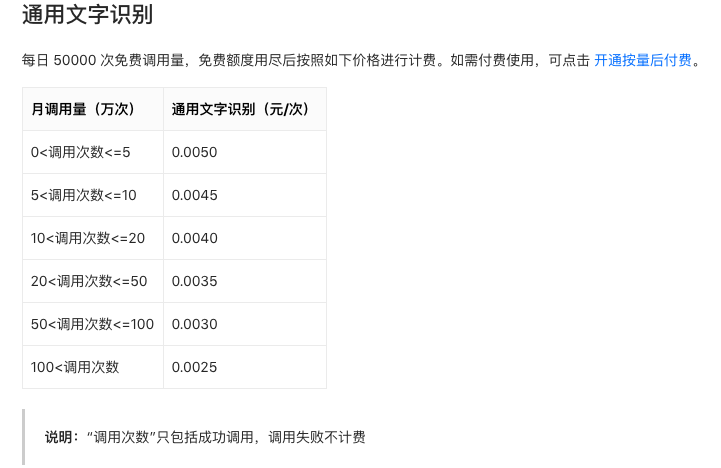 通用文字识别
每日 50000 次免费调用量，免费额度用尽后按照如下价格进行计费。如需付费使用，可点击 开通按量后付费。
月调用量（万次） 通用文字识别（元/次）
0<调用次数<=5 0.0050
5<调用次数<=10 0.0045
10<调用次数<=20 0.0040
20<调用次数<=50 0.0035
50<调用次数<=100 0.0030
100<调用次数 0.0025
说明：“调用次数”只包括成功调用，调用失败不计费